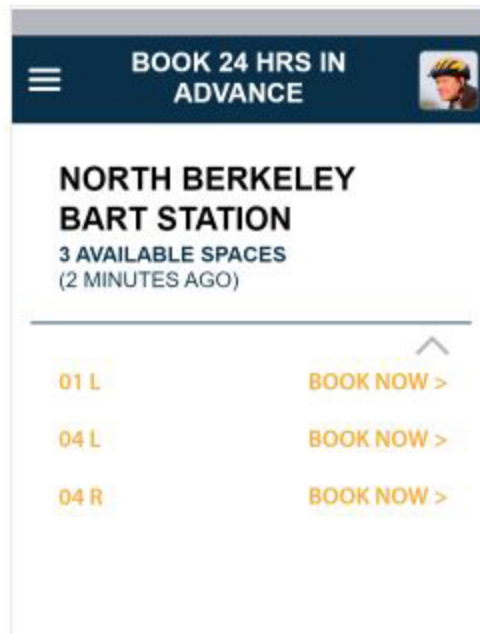 BOOK 24 HRS IN
ADVANCE
NORTH BERKELEY
BART STATION
3 AVAILABLE SPACES
(2 MINUTES AGO)
01 L BOOK NOW >
04 L BOOK NOW >
04 R BOOK NOW >